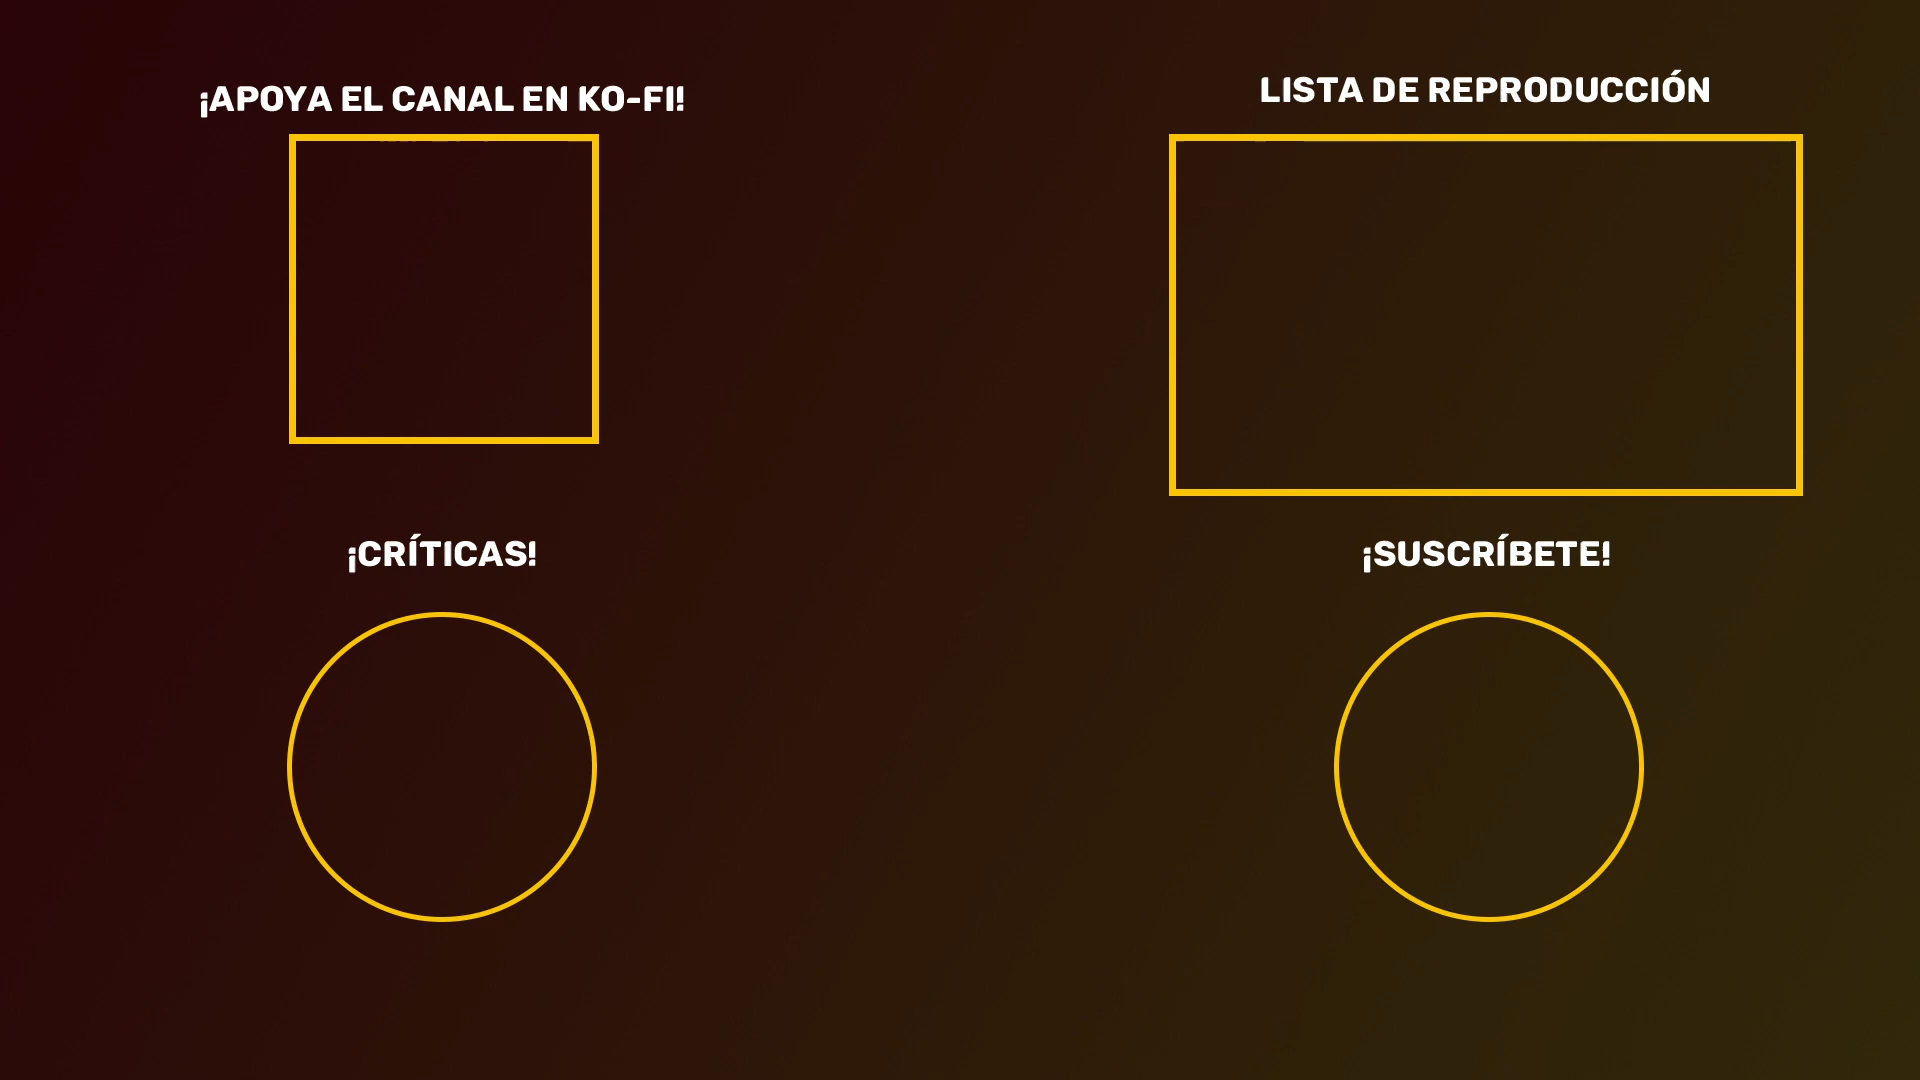 ¡APOYA EL CANAL EN KO-FI!
LISTA DE REPRODUCCIÓN
¡CRÍTICAS!
¡SUSCRÍBETE!